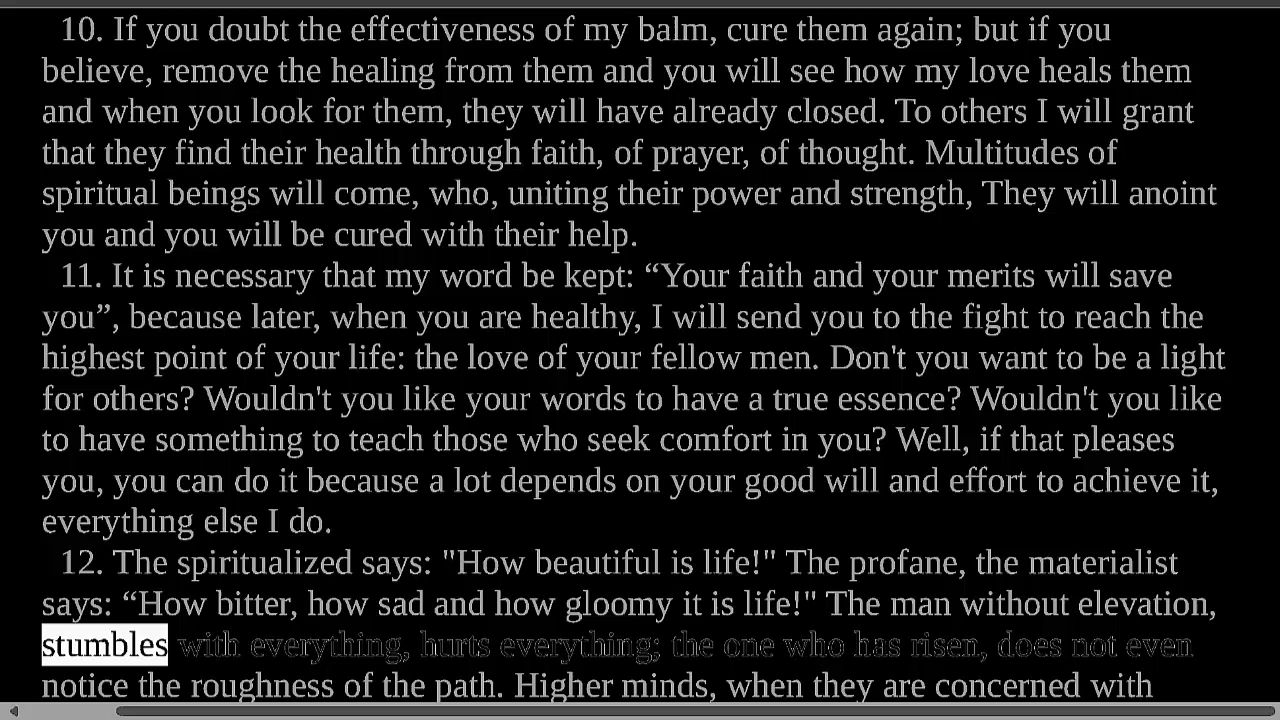 10. If you doubt the effectiveness of my balm, cure them again; but if you
believe, remove the healing from them and you will see how my love heals them
and when you look for them, they will have already closed. To others I will grant
that they find their health through faith, of prayer, of thought. Multitudes of
spiritual beings will come, who, uniting their power and strength, They will anoint
you and you will be cured with their help.
11. It is necessary that my word be kept: “Your faith and your merits will save
you”, because later, when you are healthy, I will send you to the fight to reach the
highest point of your life: the love of your fellow men. Don't you want to be a light
for others? Wouldn't you like your words to have a true essence? Wouldn't you like
to have something to teach those who seek comfort in you? Well, if that pleases
you, you can do it because a lot depends on your good will and effort to achieve it,
everything else I do.
12. The spiritualized says: "How beautiful is life!" The profane, the materialist
says: “How bitter, how sad and how gloomy it is life!" The man without elevation,
stumbles with everything, hurts everything; the one who has risen, does not even
notice the roughness of the path. Higher minds, when they are concerned with